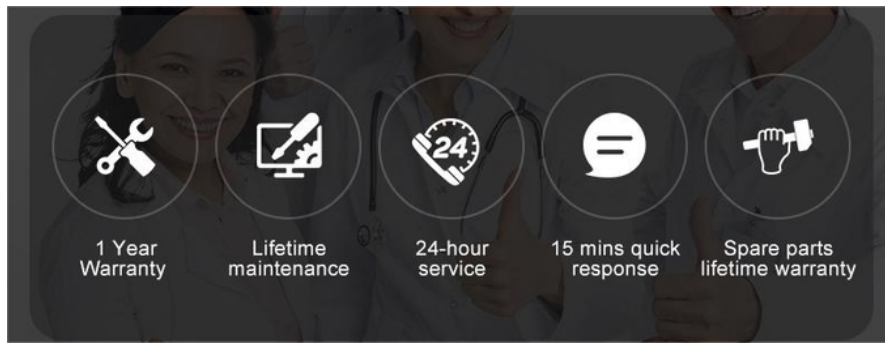 24
1 Year
Warranty
Lifetime
maintenance
24-hour
service
15 mins quick
response
Spare parts
lifetime warranty